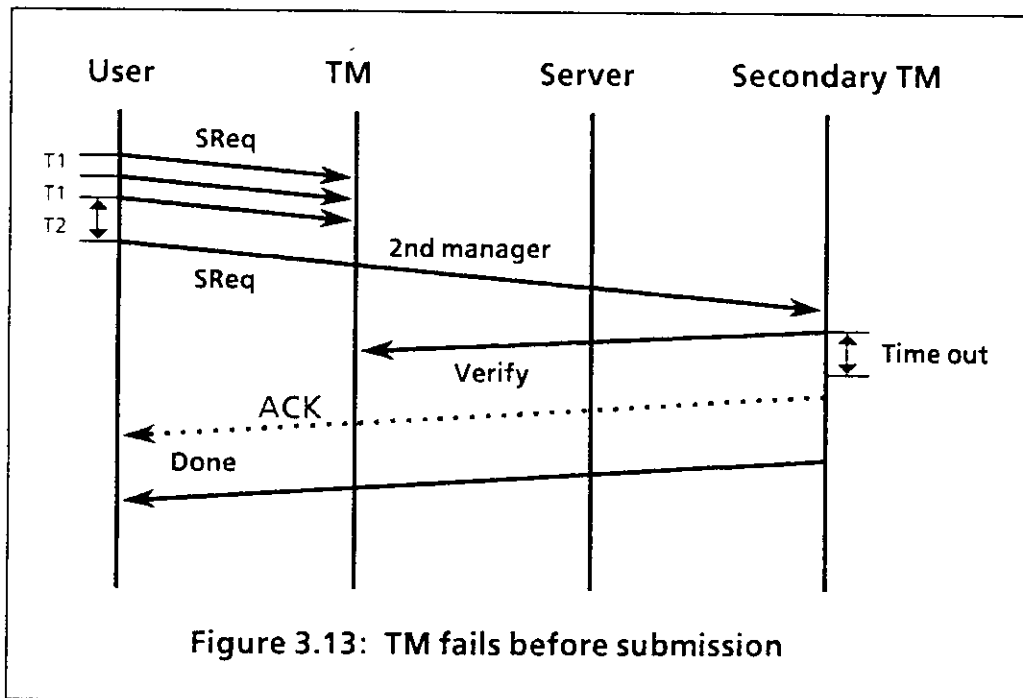 User TM Server Secondary TM
SReq
T1
T1
T2
2nd manager
SReq
Time out
Verify
ACK
Done
Figure 3.13: TM fails before submission